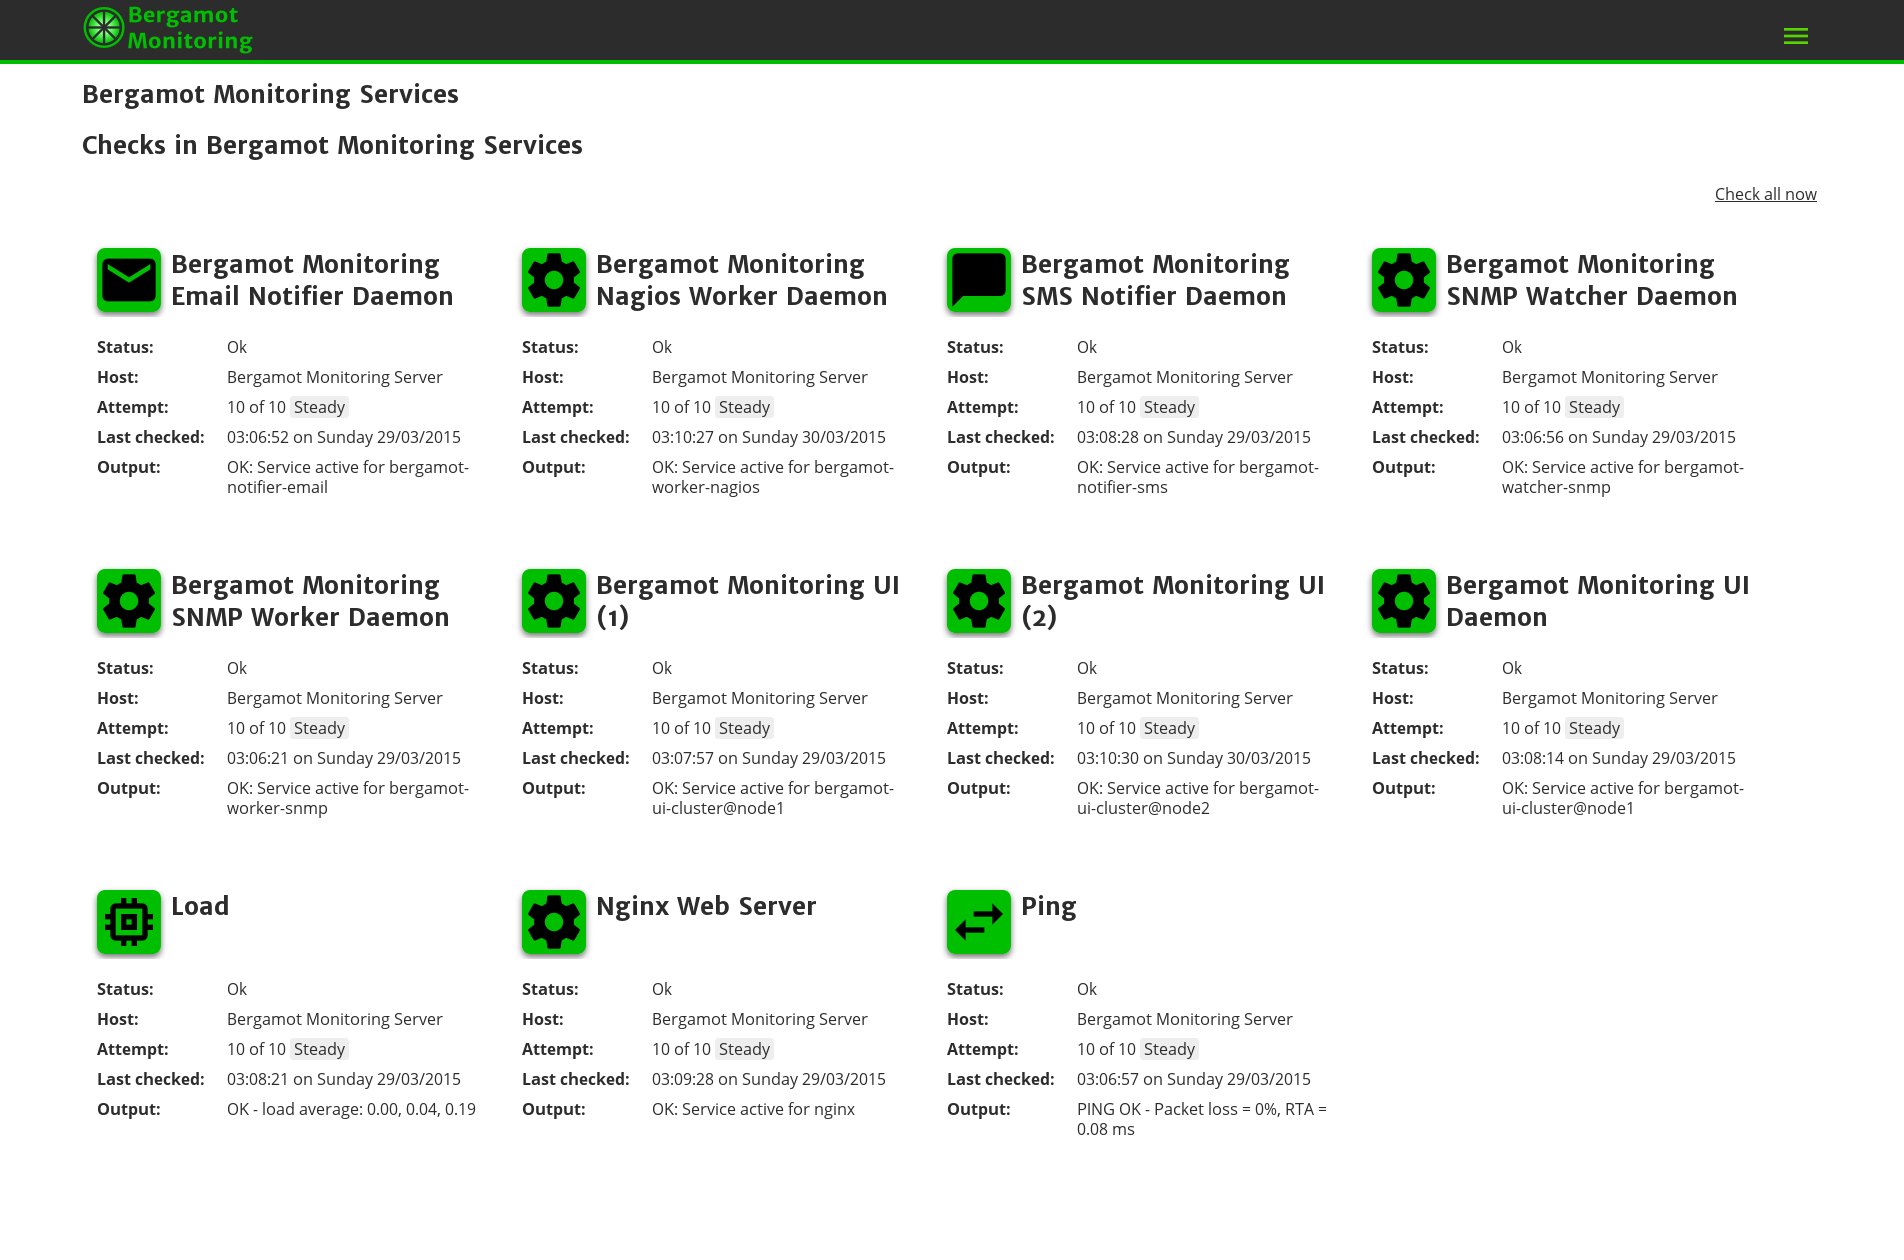 Bergamot
Monitoring
Bergamot Monitoring Services
Checks in Bergamot Monitoring Services
Check all now
Bergamot Monitoring
Email Notifier Daemon
Status: Ok
Host: Bergamot Monitoring Server
Attempt: 10 of 10 Steady
Last checked: 03:06:52 on Sunday 29/03/2015
Output: OK: Service active for bergamot-
notifier-email
Bergamot Monitoring
Nagios Worker Daemon
Status: Ok
Host: Bergamot Monitoring Server
Attempt: 10 of 10 Steady
Last checked: 03:10:27 on Sunday 30/03/2015
Output: OK: Service active for bergamot-
worker-nagios
Bergamot Monitoring
SMS Notifier Daemon
Status: Ok
Host: Bergamot Monitoring Server
Attempt: 10 of 10 Steady
Last checked: 03:08:28 on Sunday 29/03/2015
Output: OK: Service active for bergamot-
notifier-sms
Bergamot Monitoring
SNMP Watcher Daemon
Status: Ok
Host: Bergamot Monitoring Server
Attempt: 10 of 10 Steady
Last checked: 03:06:56 on Sunday 29/03/2015
Output: OK: Service active for bergamot-
watcher-snmp
Bergamot Monitoring
SNMP Worker Daemon
Status: Ok
Host: Bergamot Monitoring Server
Attempt: 10 of 10 Steady
Last checked: 03:06:21 on Sunday 29/03/2015
Output: OK: Service active for bergamot-
worker-snmp
Bergamot Monitoring UI
(1)
Status: Ok
Host: Bergamot Monitoring Server
Attempt: 10 of 10 Steady
Last checked: 03:07:57 on Sunday 29/03/2015
Output: OK: Service active for bergamot-
ui-cluster@node1
Bergamot Monitoring UI
(2)
Status: Ok
Host: Bergamot Monitoring Server
Attempt: 10 of 10 Steady
Last checked: 03:10:30 on Sunday 30/03/2015
Output: OK: Service active for bergamot-
ui-cluster@node2
Bergamot Monitoring UI
Daemon
Status: Ok
Host: Bergamot Monitoring Server
Attempt: 10 of 10 Steady
Last checked: 03:08:14 on Sunday 29/03/2015
Output: OK: Service active for bergamot-
ui-cluster@node1
Load
Status: Ok
Host: Bergamot Monitoring Server
Attempt: 10 of 10 Steady
Last checked: 03:08:21 on Sunday 29/03/2015
Output: OK - load average: 0.00, 0.04, 0.19
Nginx Web Server
Status: Ok
Host: Bergamot Monitoring Server
Attempt: 10 of 10 Steady
Last checked: 03:09:28 on Sunday 29/03/2015
Output: OK: Service active for nginx
Ping
Status: Ok
Host: Bergamot Monitoring Server
Attempt: 10 of 10 Steady
Last checked: 03:06:57 on Sunday 29/03/2015
Output: PING OK - Packet loss = 0%, RTA =
0.08 ms